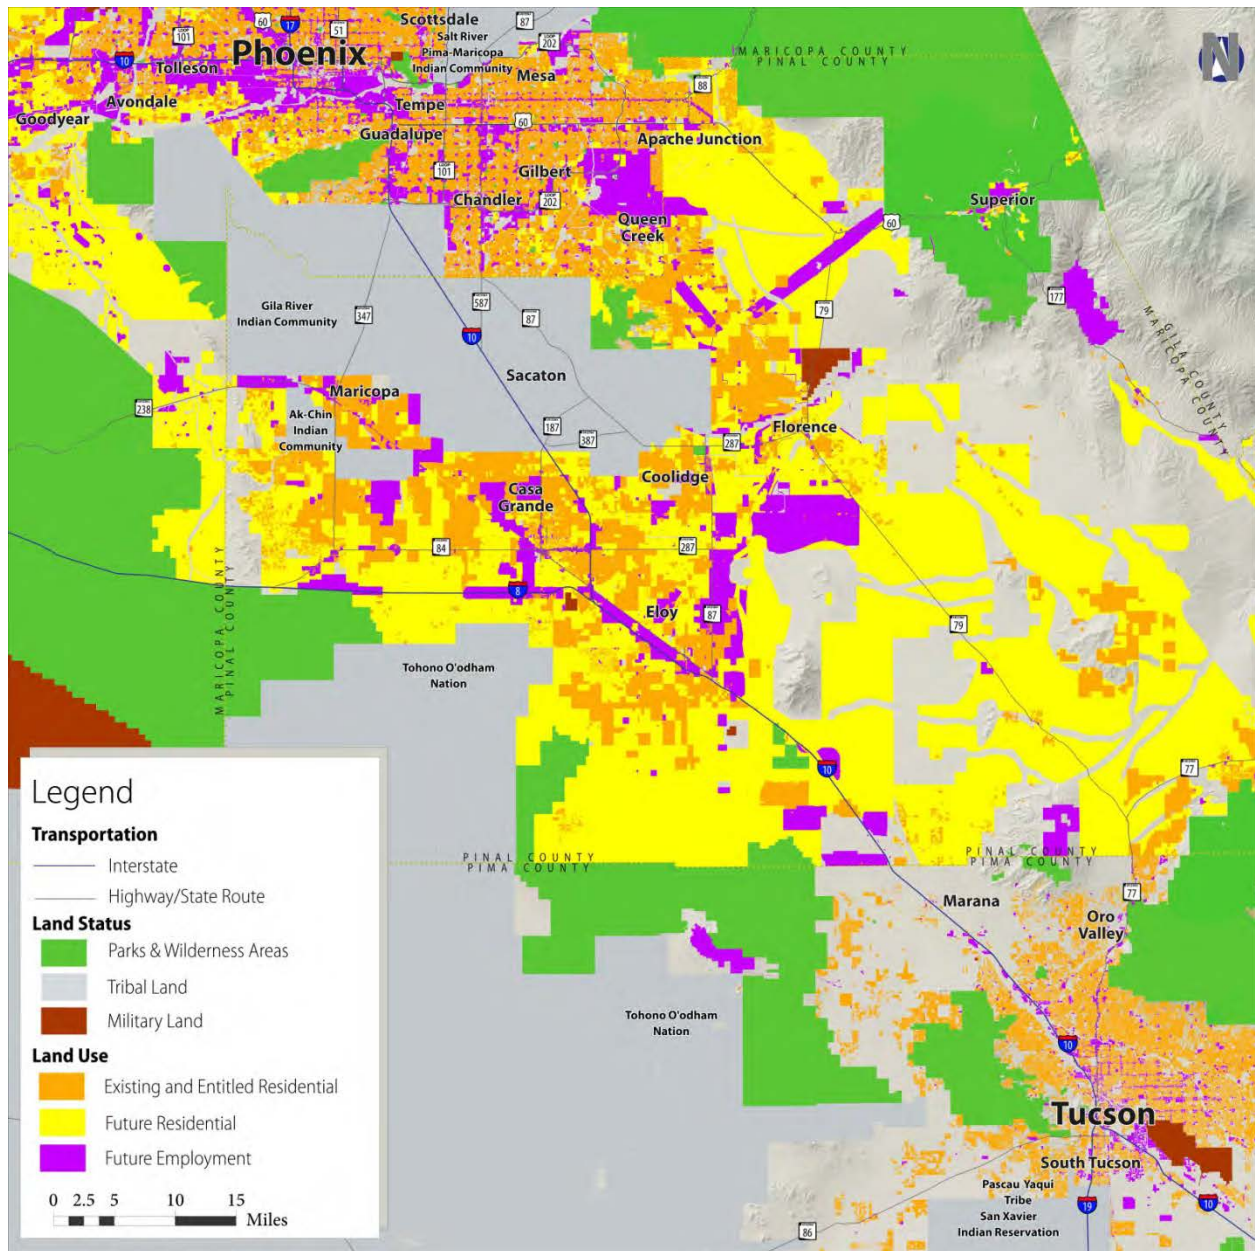 Scottsdale
87
60
17
51
LOOP
101
Salt River
Pima-Maricopa
Indian Community
LOOP
202
MARICOPA COUNTY
PINAL COUNTY
N
Phoenix
10
Tolleson
Mesa
88
Avondale
Tempe
Goodyear
Guadalupe
60
Apache Junction
LOOP
101
Gilbert
Chandler
LOOP
202
Queen
Creek
Superior
60
Gila River
Indian Community
347
587
87
79
177
10
GILA COUNTY
MARICOPA COUNTY
Sacaton
Maricopa
238
Ak-Chin
Indian
Community
187
387
287
Florence
Coolidge
Casa
Grande
84
287
8
Eloy
87
79
MARICOPA COUNTY
PINAL COUNTY
Tohono O'odham
Nation
10
77
PINAL COUNTY
PIMA COUNTY
PINAL COUNTY
PIMA COUNTY
77
Marana
Oro
Valley
Tohono O'odham
Nation
10
Tucson
South Tucson
Pascau Yaqui
Tribe
San Xavier
Indian Reservation
86
19
10
Legend
Transportation
Interstate
Highway/State Route
Land Status
Parks & Wilderness Areas
Tribal Land
Military Land
Land Use
Existing and Entitled Residential
Future Residential
Future Employment
0 2.5 5 10 15
Miles